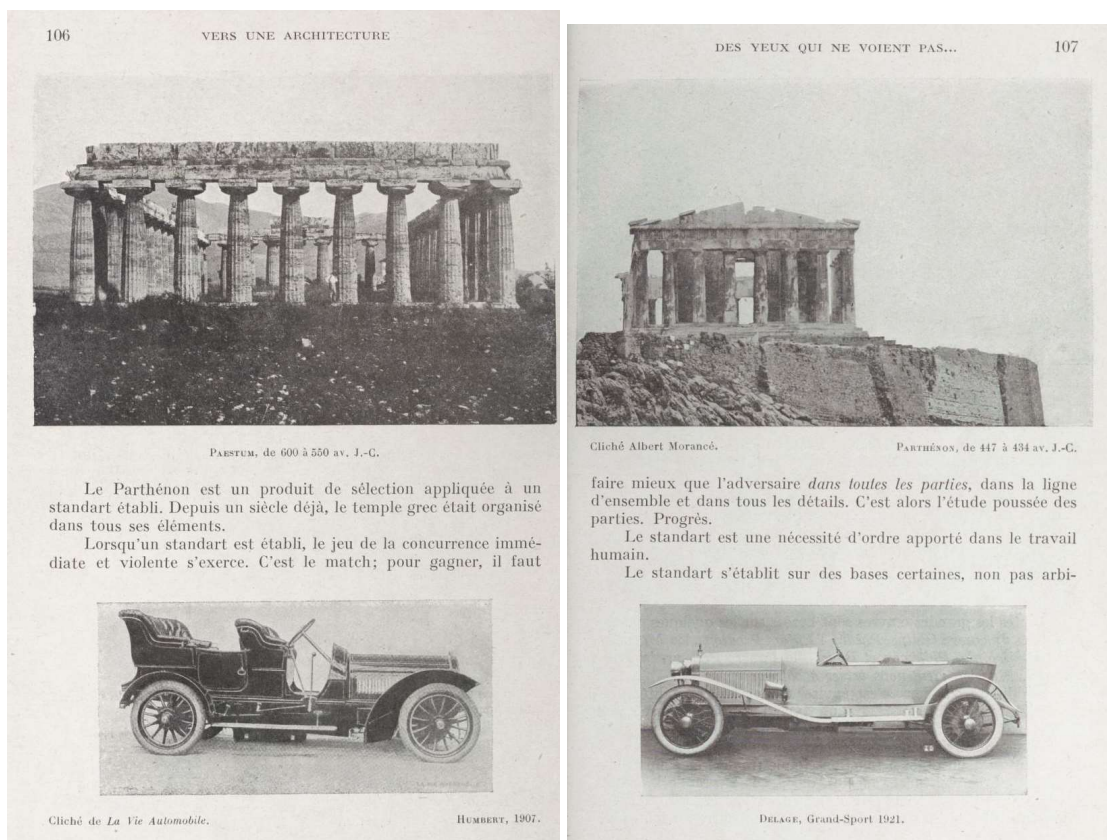 106
VERS UNE ARCHITECTURE
PAESTUM, de 600 à 550 av. J.-C.
Le Parthénon est un produit de sélection appliquée à un
standart établi. Depuis un siècle déjà, le temple grec était organisé
dans tous ses éléments.
Lorsqu'un standart est établi, le jeu de la concurrence immé-
diate et violente s'exerce. C'est le match; pour gagner, il faut
Cliché de La Vie Automobile.
HUMBERT, 1907.
DES YEUX QUI NE VOIENT PAS...
107
Cliché Albert Morancé.
PARTHÉNON, de 447 à 434 av. J.-C.
faire mieux que l'adversaire dans toutes les parties, dans la ligne
d'ensemble et dans tous les détails. C'est alors l'étude poussée des
parties. Progrès.
Le standart est une nécessité d'ordre apporté dans le travail
humain.
Le standart s'établit sur des bases certaines, non pas arbi-
DELAGE, Grand-Sport 1921.